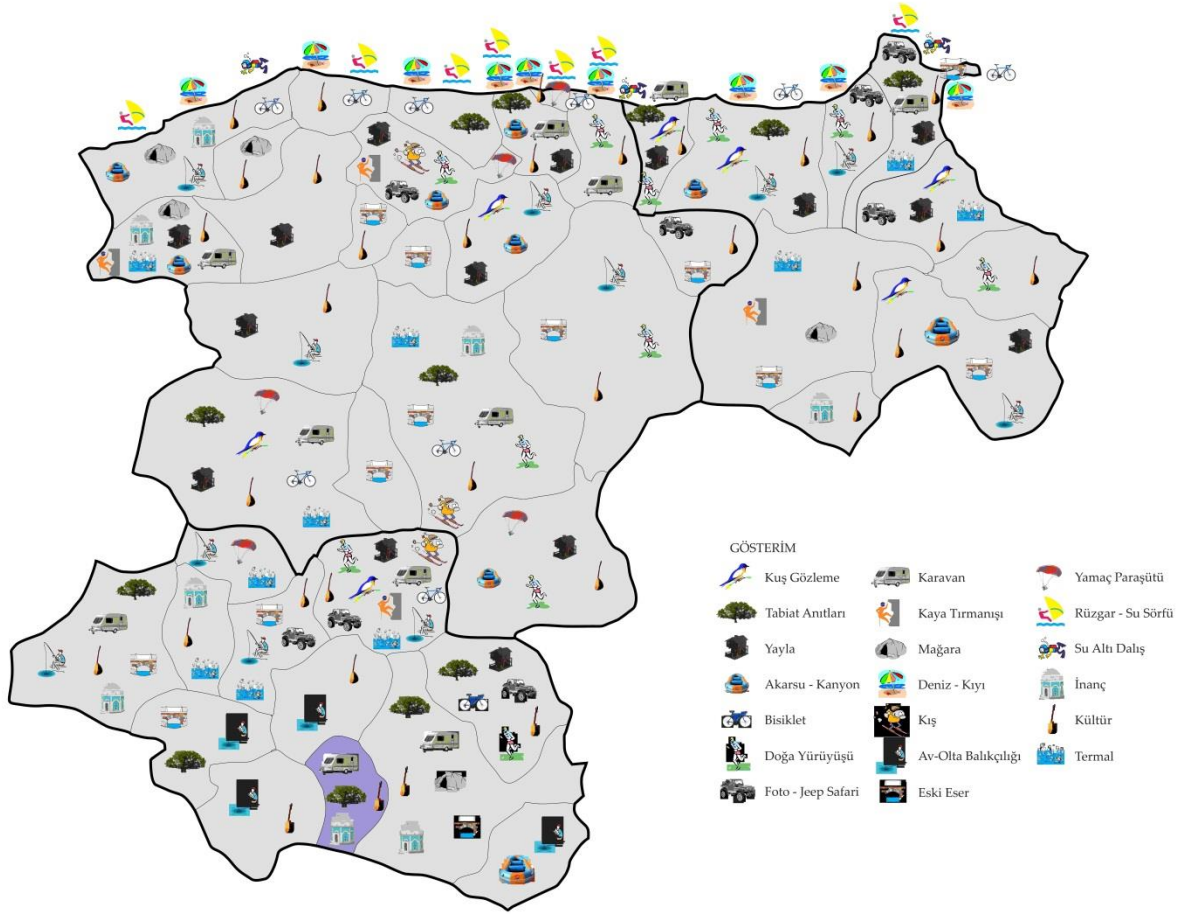 GÖSTERİM
Kuş Gözleme
Karavan
Yamaç Paraşütü
Tabiat Anıtları
Kaya Tırmanışı
Rüzgar - Su Sörfü
Yayla
Mağara
Su Altı Dalış
Akarsu - Kanyon
Deniz - Kıyı
İnanç
Bisiklet
Kış
Kültür
Doğa Yürüyüşü
Av-Olta Balıkçılığı
Termal
Foto - Jeep Safari
Eski Eser